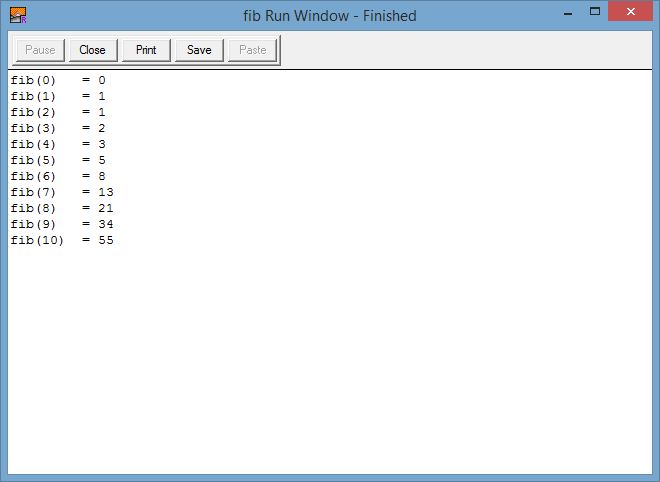 fib Run Window - Finished
Pause Close Print Save Paste
fib(0) = 0
fib(1) = 1
fib(2) = 1
fib(3) = 2
fib(4) = 3
fib(5) = 5
fib(6) = 8
fib(7) = 13
fib(8) = 21
fib(9) = 34
fib(10) = 55